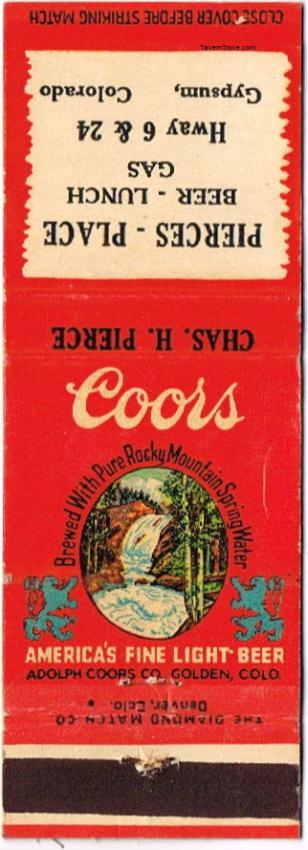 CLOSE COVER BEFORE STRIKING MATCH
TavernTrove.com
PIERCES - PLACE
BEER - LUNCH
GAS
Hway 6 & 24
Gypsum, Colorado
CHAS. H. PIERCE
Coors
Brewed With Pure Rocky Mountain Spring Water
AMERICA'S FINE LIGHT BEER
ADOLPH COORS CO. GOLDEN, COLO.
THE DIAMOND MATCH CO.
Denver, Colo.